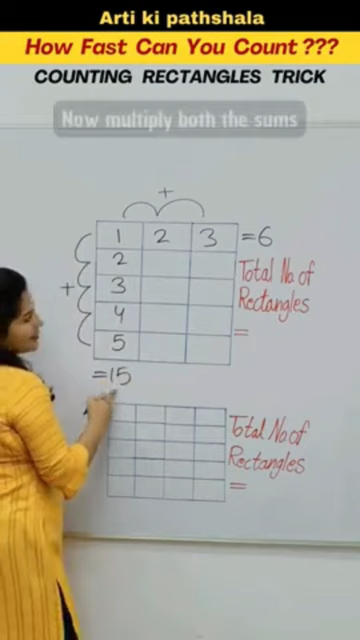 Arti ki pathshala
How Fast Can You Count ???
COUNTING RECTANGLES TRICK
Now multiply both the sums
+
1 2 3 =6
2
+ 3
4
5
=15
Total No. of
Rectangles
=
Total No of
Rectangles
=